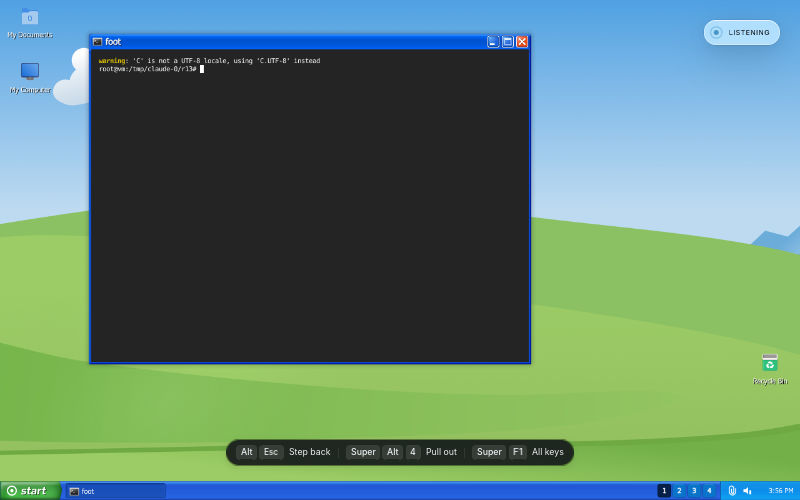 My Documents
My Computer
foot
warning: 'C' is not a UTF-8 locale, using 'C.UTF-8' instead
root@vm:/tmp/claude-0/r13#
LISTENING
Recycle Bin
Alt Esc Step back Super Alt 4 Pull out Super F1 All keys
start foot 1 2 3 4 3:56 PM